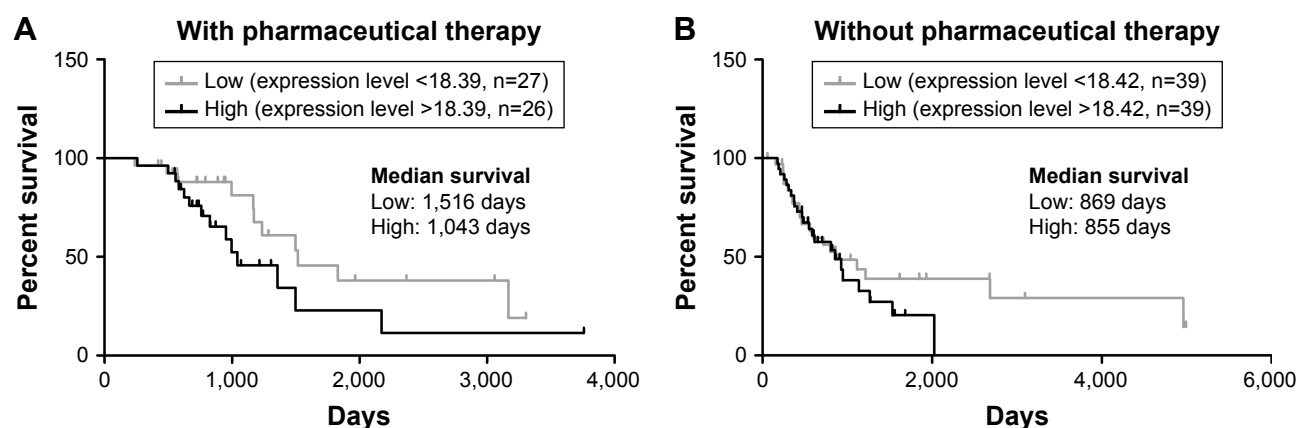 A
With pharmaceutical therapy
150
Low (expression level <18.39, n=27)
High (expression level >18.39, n=26)
100
Median survival
Low: 1,516 days
High: 1,043 days
50
0
Percent survival
0 1,000 2,000 3,000 4,000
Days
B
Without pharmaceutical therapy
150
Low (expression level <18.42, n=39)
High (expression level >18.42, n=39)
100
Median survival
Low: 869 days
High: 855 days
50
0
Percent survival
0 2,000 4,000 6,000
Days